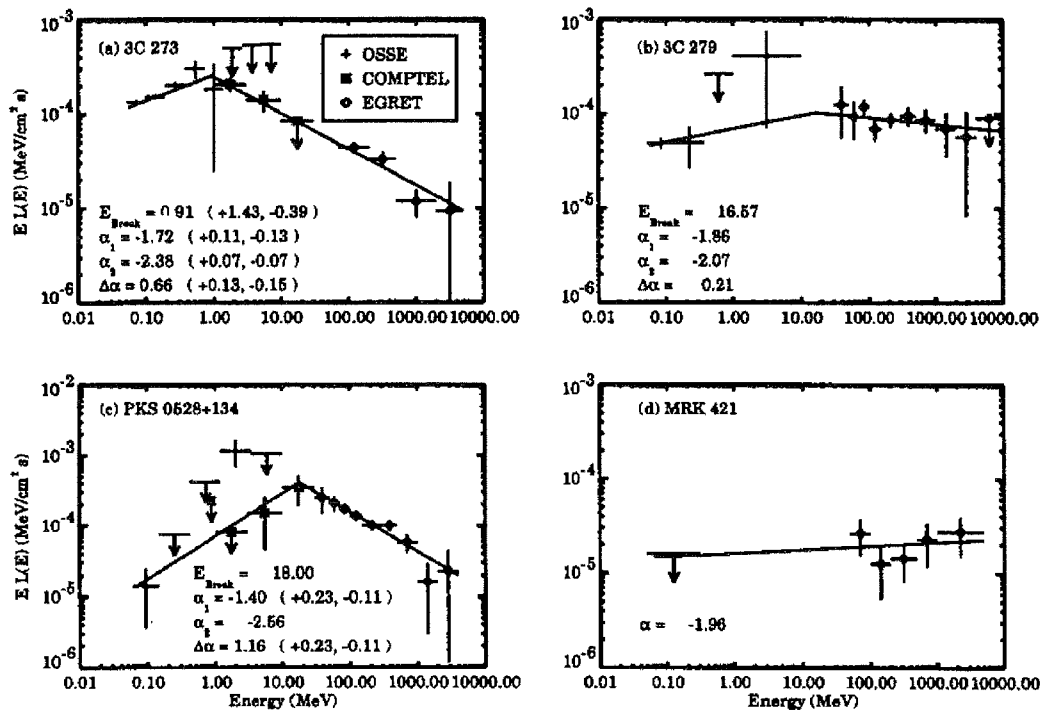 (a) 3C 273
OSSE
COMPTEL
EGRET
E L(E) (MeV/cm² s)
10⁻⁴
10⁻⁵
10⁻⁶
E_Break = 0.91 ( +1.43, -0.39 )
α₁ = -1.72 ( +0.11, -0.13 )
α₂ = -2.38 ( +0.07, -0.07 )
Δα = 0.66 ( +0.13, -0.15 )
0.01 0.10 1.00 10.00 100.00 1000.00 10000.00
(b) 3C 279
10⁻³
10⁻⁴
10⁻⁵
10⁻⁶
E_Break = 16.57
α₁ = -1.86
α₂ = -2.07
Δα = 0.21
0.01 0.10 1.00 10.00 100.00 1000.00 10000.00
(c) PKS 0528+134
E L(E) (MeV/cm² s)
10⁻²
10⁻³
10⁻⁴
10⁻⁵
10⁻⁶
E_Break = 18.00
α₁ = -1.40 ( +0.23, -0.11 )
α₂ = -2.56
Δα = 1.16 ( +0.23, -0.11 )
0.01 0.10 1.00 10.00 100.00 1000.00 10000.00
Energy (MeV)
(d) MRK 421
10⁻³
10⁻⁴
10⁻⁵
10⁻⁶
α = -1.96
0.01 0.10 1.00 10.00 100.00 1000.00 10000.00
Energy (MeV)